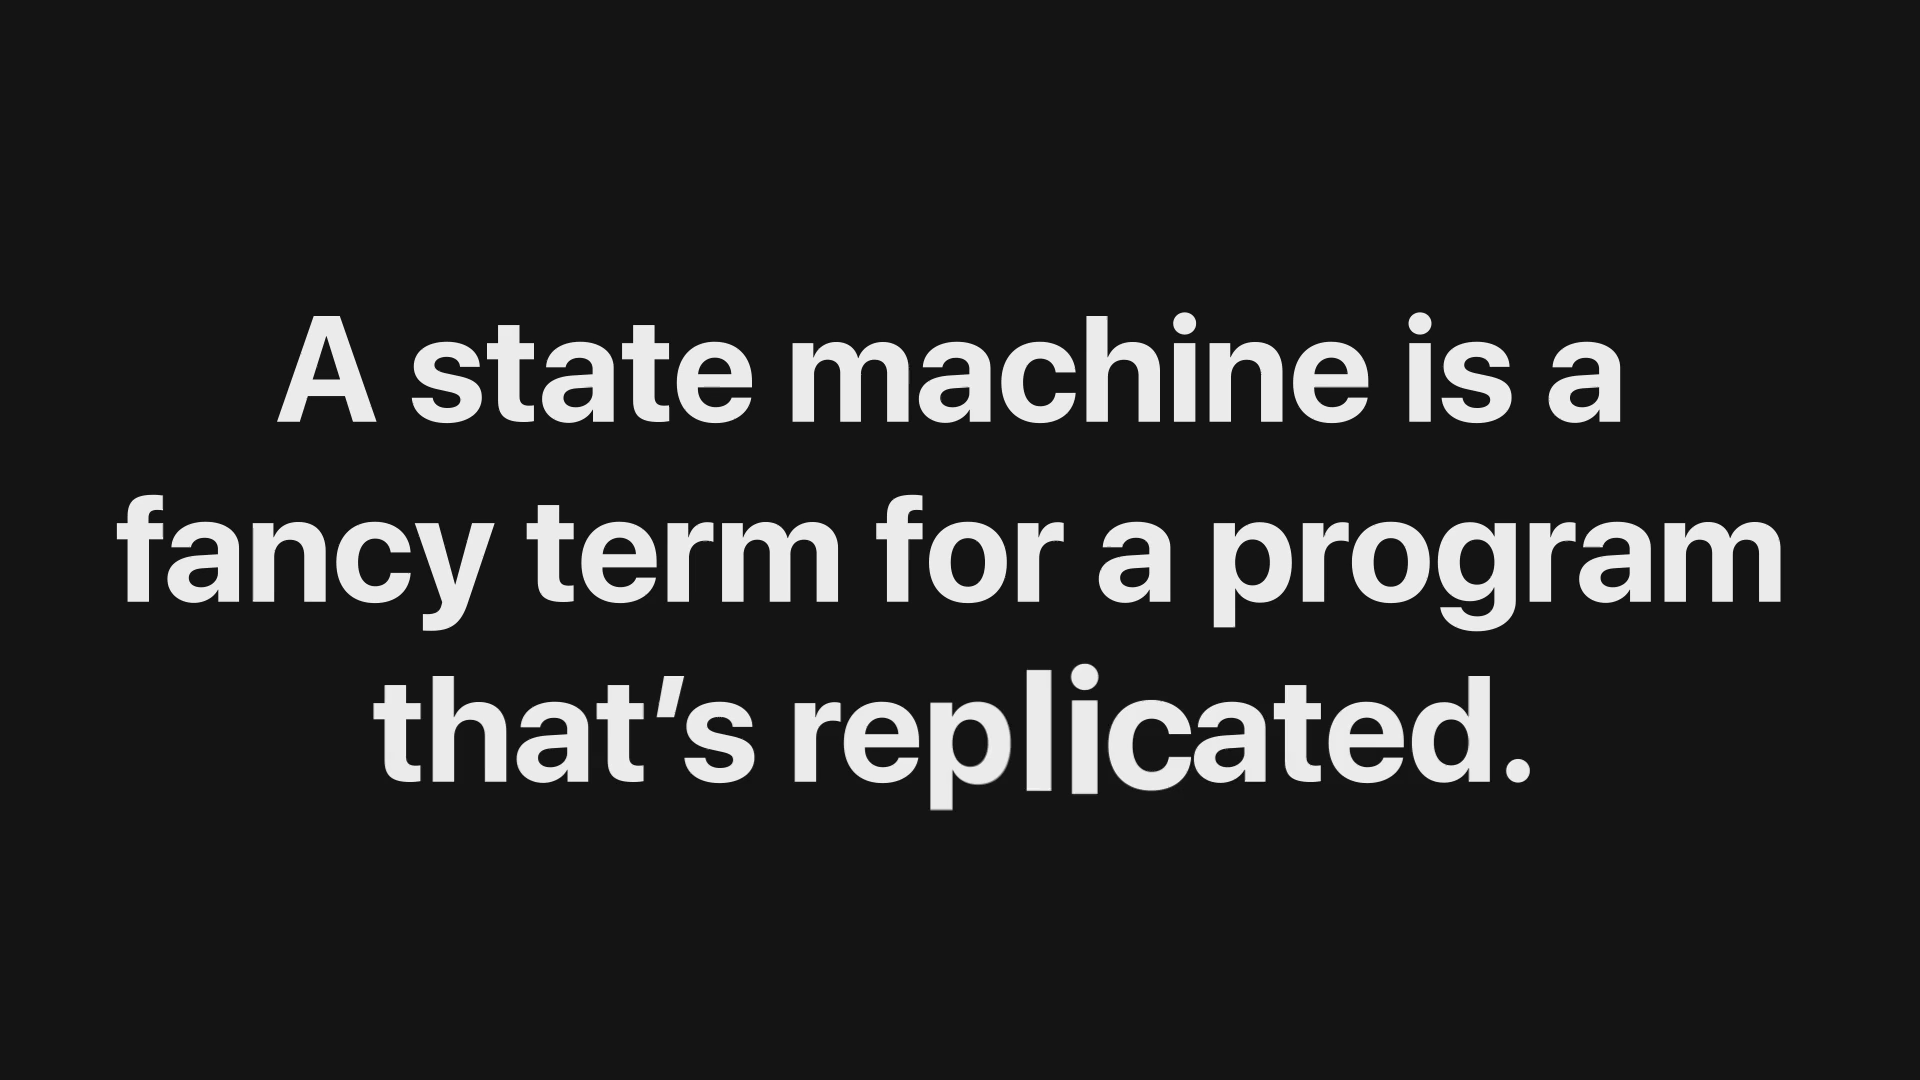 A state machine is a
fancy term for a program
that’s replicated.